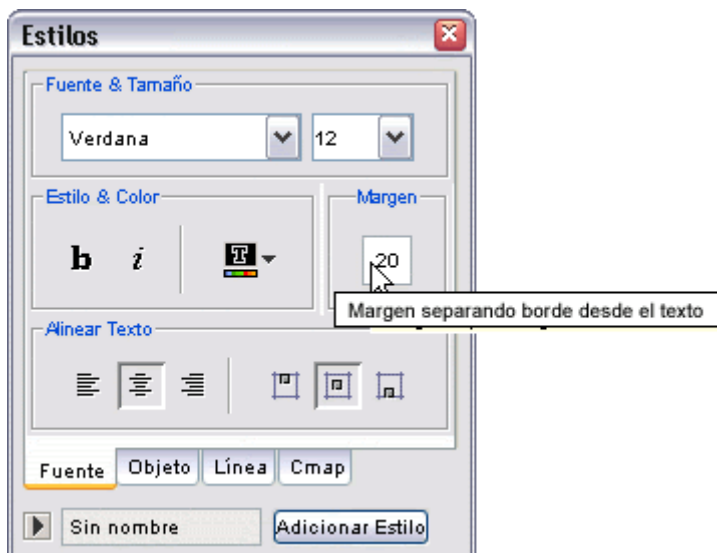 Estilos
Fuente & Tamaño
Verdana 12
Estilo & Color Margen
b i T 20
Margen separando borde desde el texto
Alinear Texto
Fuente Objeto Línea Cmap
Sin nombre Adicionar Estilo